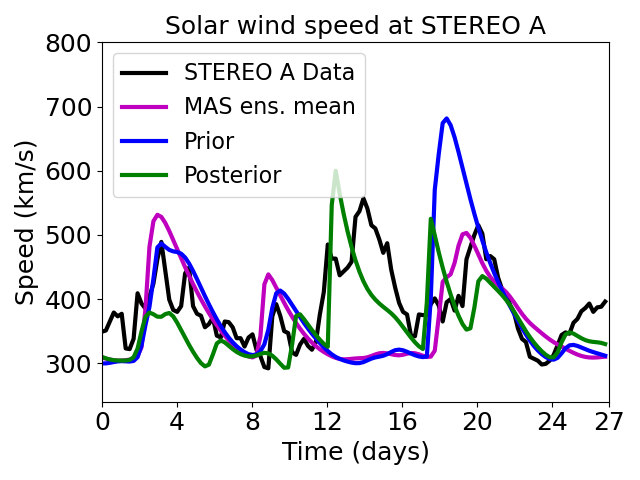 Solar wind speed at STEREO A
800
700
600
500
400
300
Speed (km/s)
STEREO A Data
MAS ens. mean
Prior
Posterior
0 4 8 12 16 20 24 27
Time (days)